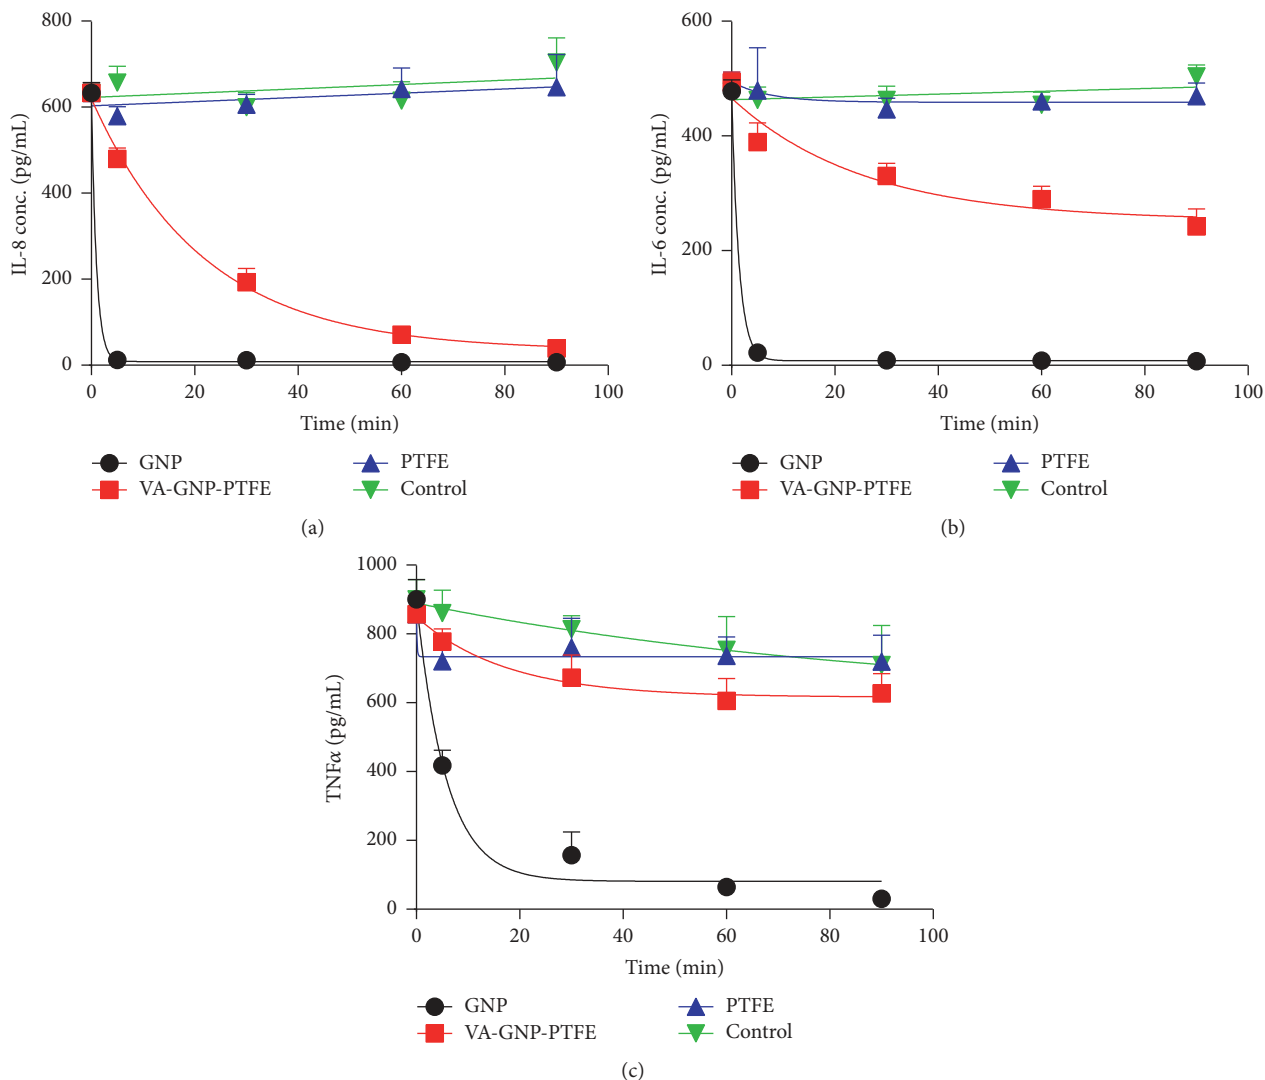 800
600
400
200
0
IL-8 conc. (pg/mL)
0 20 40 60 80 100
Time (min)
GNP PTFE
VA-GNP-PTFE Control
(a)
600
400
200
0
IL-6 conc. (pg/mL)
0 20 40 60 80 100
Time (min)
GNP PTFE
VA-GNP-PTFE Control
(b)
1000
800
600
400
200
0
TNFα (pg/mL)
0 20 40 60 80 100
Time (min)
GNP PTFE
VA-GNP-PTFE Control
(c)